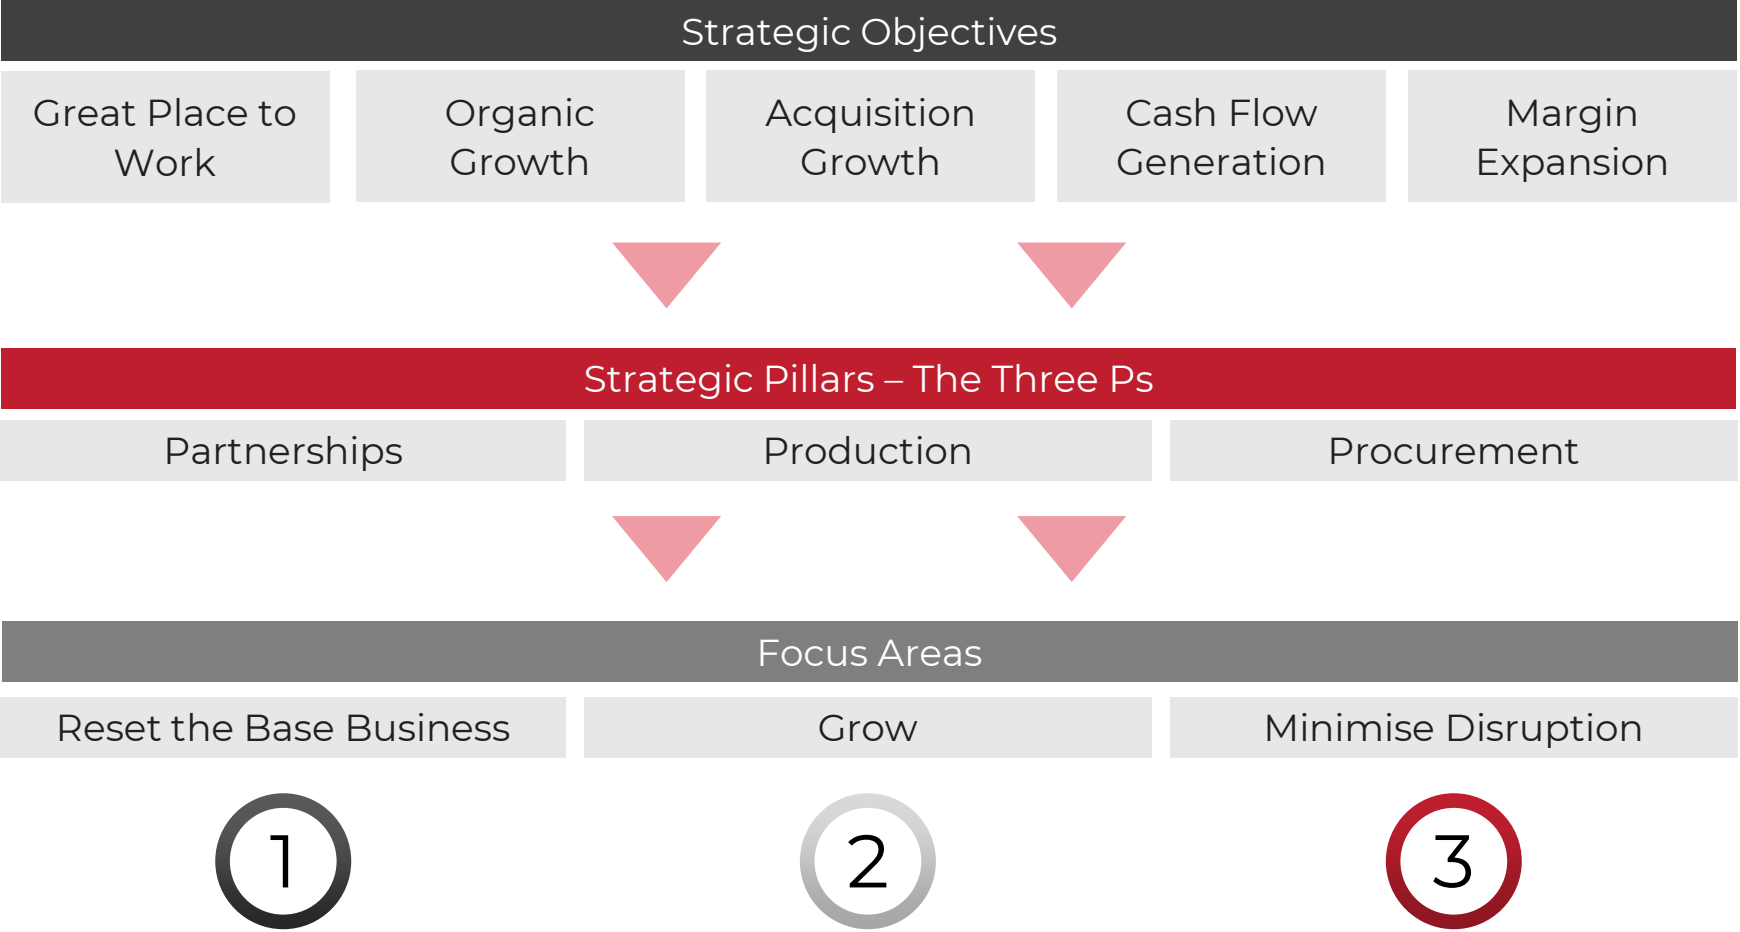 Strategic Objectives
Great Place to
Work
Organic
Growth
Acquisition
Growth
Cash Flow
Generation
Margin
Expansion
Strategic Pillars – The Three Ps
Partnerships
Production
Procurement
Focus Areas
Reset the Base Business
Grow
Minimise Disruption
1
2
3